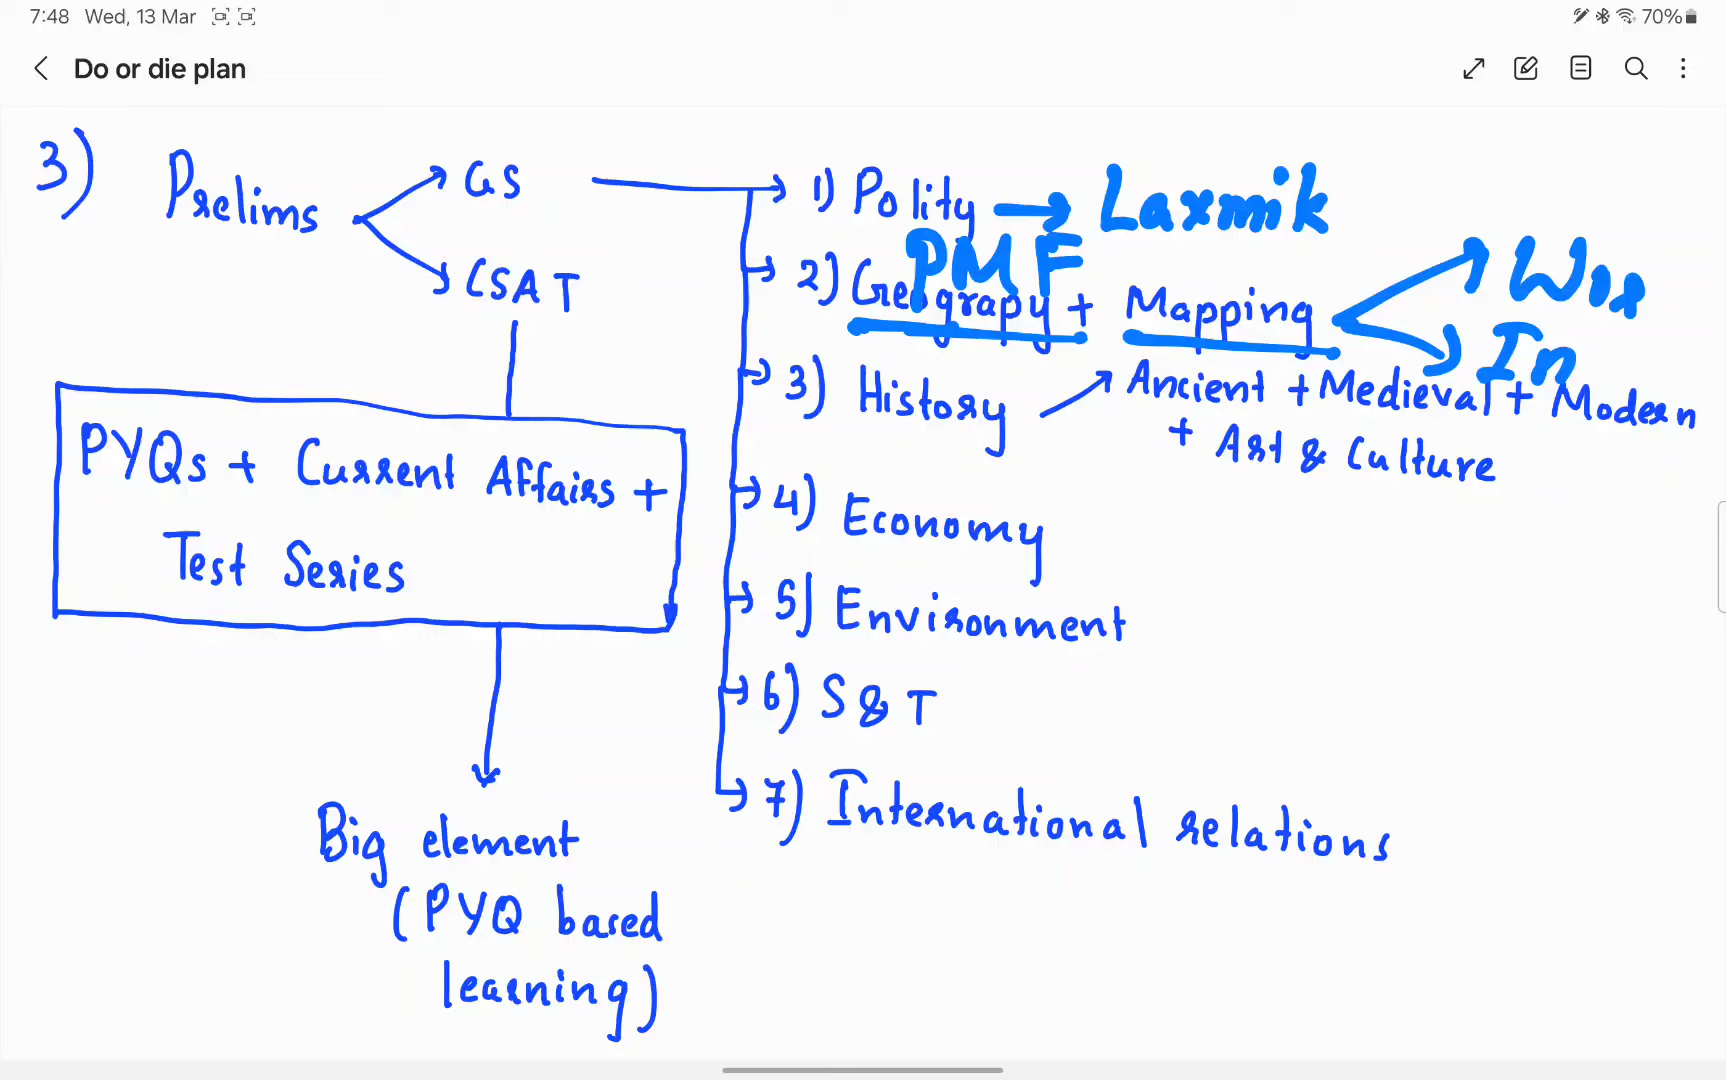 7:48 Wed, 13 Mar 70%
Do or die plan
3) Prelims
GS
CSAT
PYQs + Current Affairs +
Test Series
Big element
(PYQ based
learning)
1) Polity → Laxmik
PMF
2) Geograpy + Mapping
Wor
In
3) History → Ancient + Medieval + Modern
+ Art & Culture
4) Economy
5) Environment
6) S & T
7) International relations